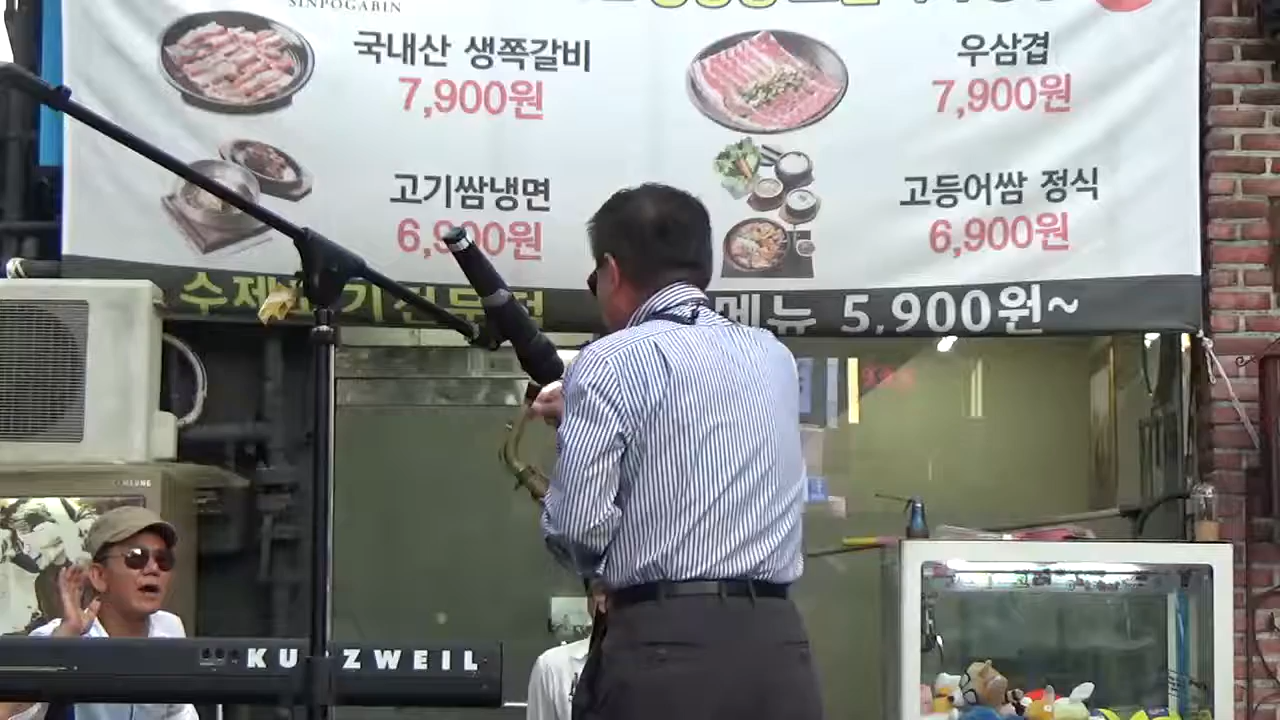 SINPOGABIN
국내산 생쪽갈비
7,900원
우삼겹
7,900원
고기쌈냉면
6,900원
고등어쌈 정식
6,900원
메뉴 5,900원~
SAMSUNG
KURZWEIL